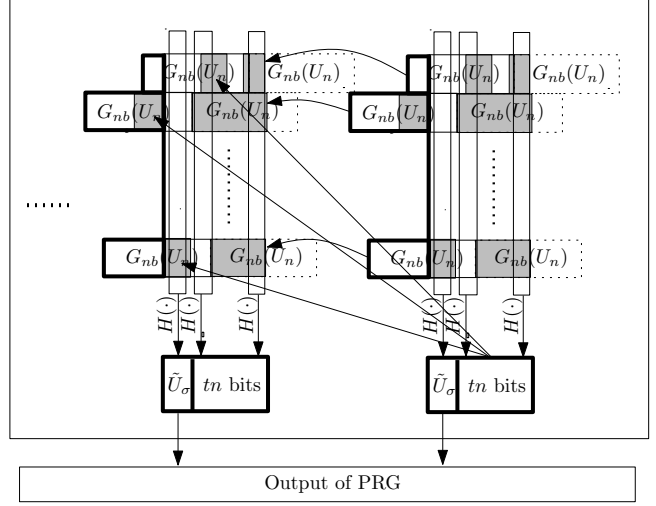 G_{nb}(U_n) G_{nb}(U_n) G_{nb}(U_n) G_{nb}(U_n)
G_{nb}(U_n) G_{nb}(U_n) G_{nb}(U_n) G_{nb}(U_n)
......
G_{nb}(U_n) G_{nb}(U_n) G_{nb}(U_n) G_{nb}(U_n)
H(·) H(·) H(·) H(·) H(·) H(·)
Ũ_σ tn bits Ũ_σ tn bits
Output of PRG